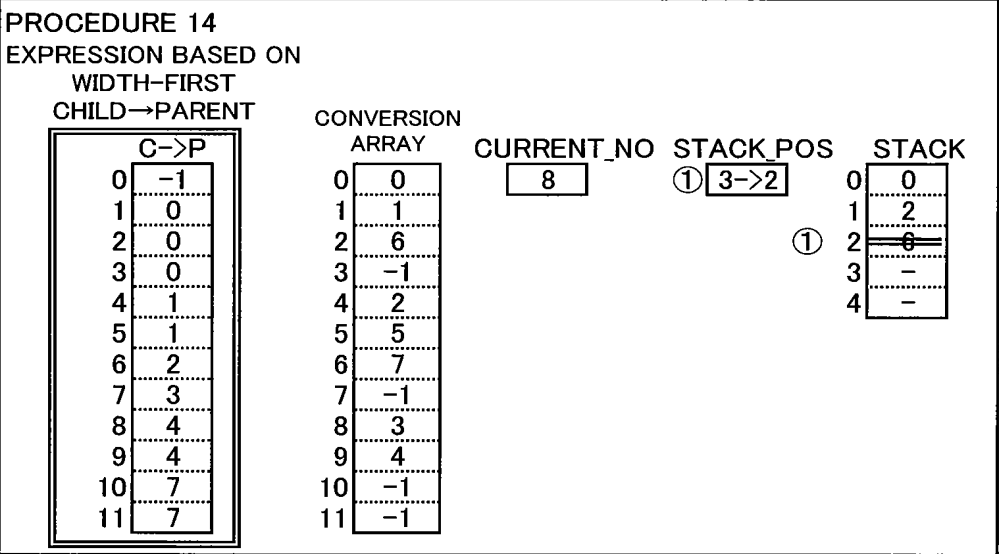 PROCEDURE 14
EXPRESSION BASED ON
WIDTH-FIRST
CHILD→PARENT
CONVERSION
ARRAY
CURRENT_NO STACK_POS STACK
C->P
0 -1 0 0 8 ① 3->2 0 0
1 0 1 1 1 2
2 0 2 6 ① 2 6
3 0 3 -1 3 -
4 1 4 2 4 -
5 1 5 5
6 2 6 7
7 3 7 -1
8 4 8 3
9 4 9 4
10 7 10 -1
11 7 11 -1